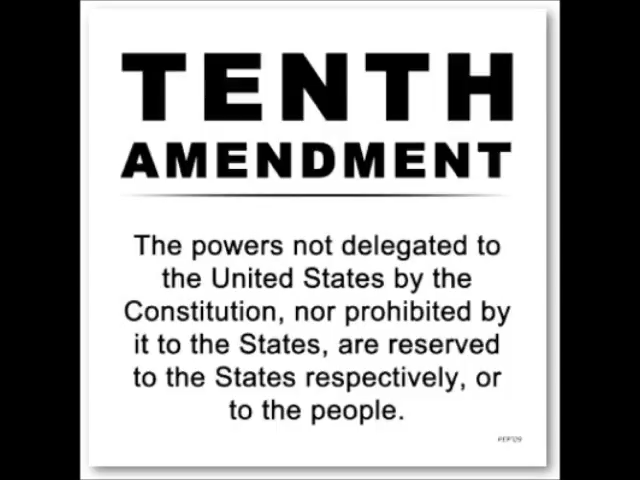 TENTH
AMENDMENT
The powers not delegated to
the United States by the
Constitution, nor prohibited by
it to the States, are reserved
to the States respectively, or
to the people.